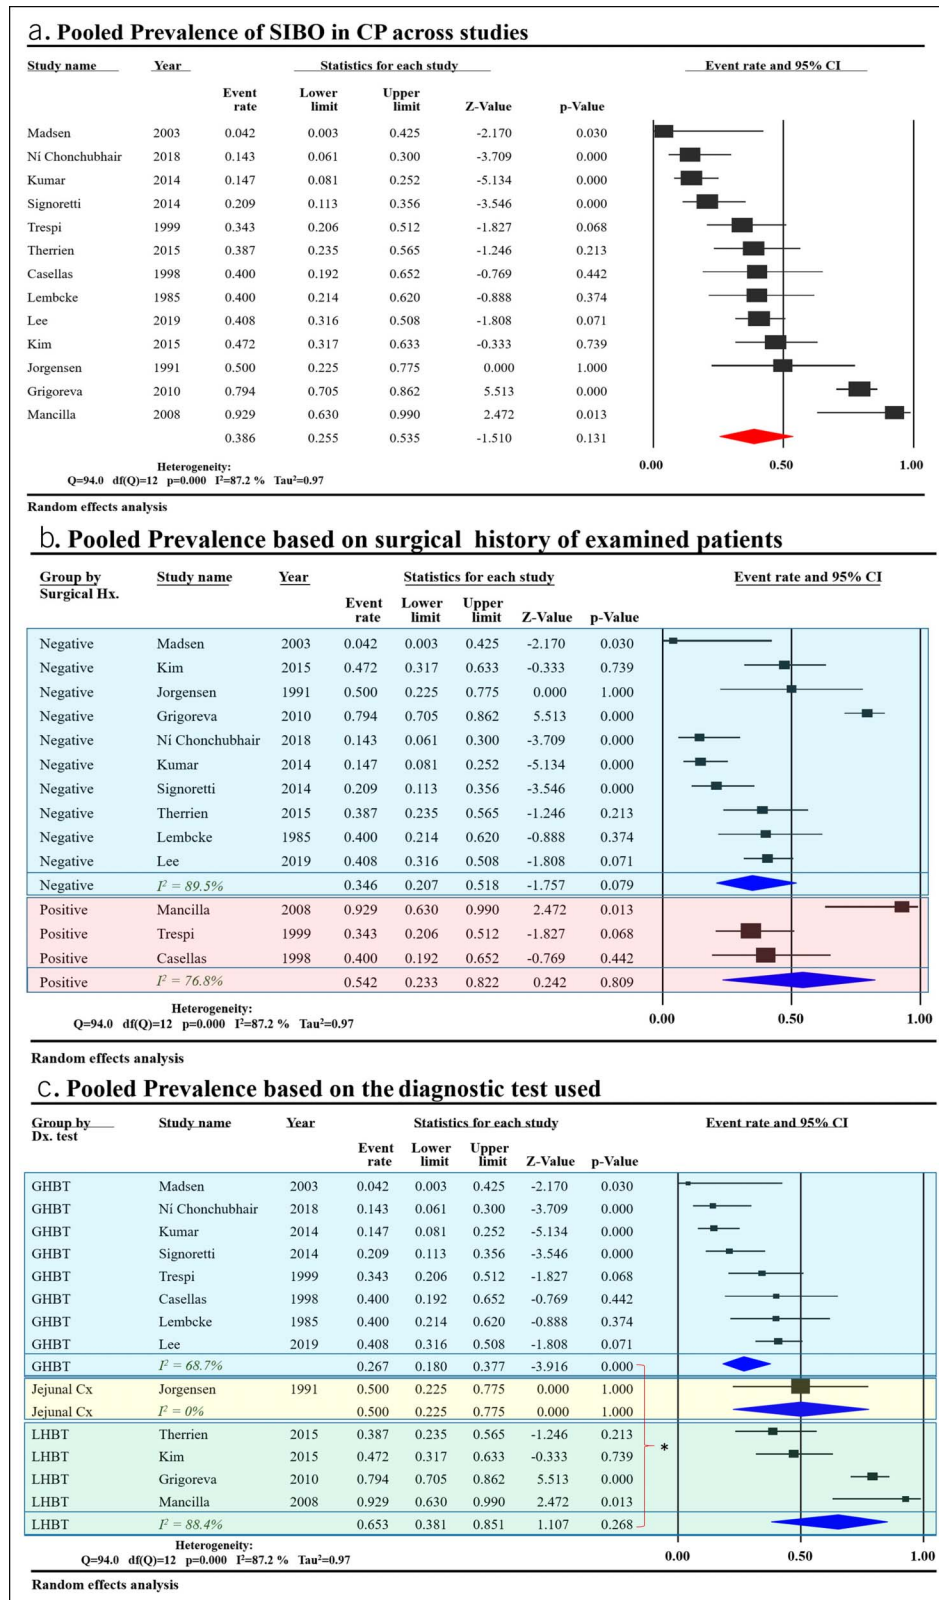 a. Pooled Prevalence of SIBO in CP across studies
Study name Year Statistics for each study Event rate and 95% CI
Event rate Lower limit Upper limit Z-Value p-Value
Madsen 2003 0.042 0.003 0.425 -2.170 0.030
Ní Chonchubhair 2018 0.143 0.061 0.300 -3.709 0.000
Kumar 2014 0.147 0.081 0.252 -5.134 0.000
Signoretti 2014 0.209 0.113 0.356 -3.546 0.000
Trespi 1999 0.343 0.206 0.512 -1.827 0.068
Therrien 2015 0.387 0.235 0.565 -1.246 0.213
Casellas 1998 0.400 0.192 0.652 -0.769 0.442
Lembcke 1985 0.400 0.214 0.620 -0.888 0.374
Lee 2019 0.408 0.316 0.508 -1.808 0.071
Kim 2015 0.472 0.317 0.633 -0.333 0.739
Jorgensen 1991 0.500 0.225 0.775 0.000 1.000
Grigoreva 2010 0.794 0.705 0.862 5.513 0.000
Mancilla 2008 0.929 0.630 0.990 2.472 0.013
0.386 0.255 0.535 -1.510 0.131
0.00 0.50 1.00
Heterogeneity:
Q=94.0 df(Q)=12 p=0.000 I²=87.2 % Tau²=0.97
Random effects analysis
b. Pooled Prevalence based on surgical history of examined patients
Group by Surgical Hx. Study name Year Statistics for each study Event rate and 95% CI
Event rate Lower limit Upper limit Z-Value p-Value
Negative Madsen 2003 0.042 0.003 0.425 -2.170 0.030
Negative Kim 2015 0.472 0.317 0.633 -0.333 0.739
Negative Jorgensen 1991 0.500 0.225 0.775 0.000 1.000
Negative Grigoreva 2010 0.794 0.705 0.862 5.513 0.000
Negative Ní Chonchubhair 2018 0.143 0.061 0.300 -3.709 0.000
Negative Kumar 2014 0.147 0.081 0.252 -5.134 0.000
Negative Signoretti 2014 0.209 0.113 0.356 -3.546 0.000
Negative Therrien 2015 0.387 0.235 0.565 -1.246 0.213
Negative Lembcke 1985 0.400 0.214 0.620 -0.888 0.374
Negative Lee 2019 0.408 0.316 0.508 -1.808 0.071
Negative I² = 89.5% 0.346 0.207 0.518 -1.757 0.079
Positive Mancilla 2008 0.929 0.630 0.990 2.472 0.013
Positive Trespi 1999 0.343 0.206 0.512 -1.827 0.068
Positive Casellas 1998 0.400 0.192 0.652 -0.769 0.442
Positive I² = 76.8% 0.542 0.233 0.822 0.242 0.809
Heterogeneity:
0.00 0.50 1.00
Q=94.0 df(Q)=12 p=0.000 I²=87.2 % Tau²=0.97
Random effects analysis
c. Pooled Prevalence based on the diagnostic test used
Group by Dx. test Study name Year Statistics for each study Event rate and 95% CI
Event rate Lower limit Upper limit Z-Value p-Value
GHBT Madsen 2003 0.042 0.003 0.425 -2.170 0.030
GHBT Ní Chonchubhair 2018 0.143 0.061 0.300 -3.709 0.000
GHBT Kumar 2014 0.147 0.081 0.252 -5.134 0.000
GHBT Signoretti 2014 0.209 0.113 0.356 -3.546 0.000
GHBT Trespi 1999 0.343 0.206 0.512 -1.827 0.068
GHBT Casellas 1998 0.400 0.192 0.652 -0.769 0.442
GHBT Lembcke 1985 0.400 0.214 0.620 -0.888 0.374
GHBT Lee 2019 0.408 0.316 0.508 -1.808 0.071
GHBT I² = 68.7% 0.267 0.180 0.377 -3.916 0.000
Jejunal Cx Jorgensen 1991 0.500 0.225 0.775 0.000 1.000
Jejunal Cx I² = 0% 0.500 0.225 0.775 0.000 1.000
LHBT Therrien 2015 0.387 0.235 0.565 -1.246 0.213
*
LHBT Kim 2015 0.472 0.317 0.633 -0.333 0.739
LHBT Grigoreva 2010 0.794 0.705 0.862 5.513 0.000
LHBT Mancilla 2008 0.929 0.630 0.990 2.472 0.013
LHBT I² = 88.4% 0.653 0.381 0.851 1.107 0.268
Heterogeneity:
0.00 0.50 1.00
Q=94.0 df(Q)=12 p=0.000 I²=87.2 % Tau²=0.97
Random effects analysis